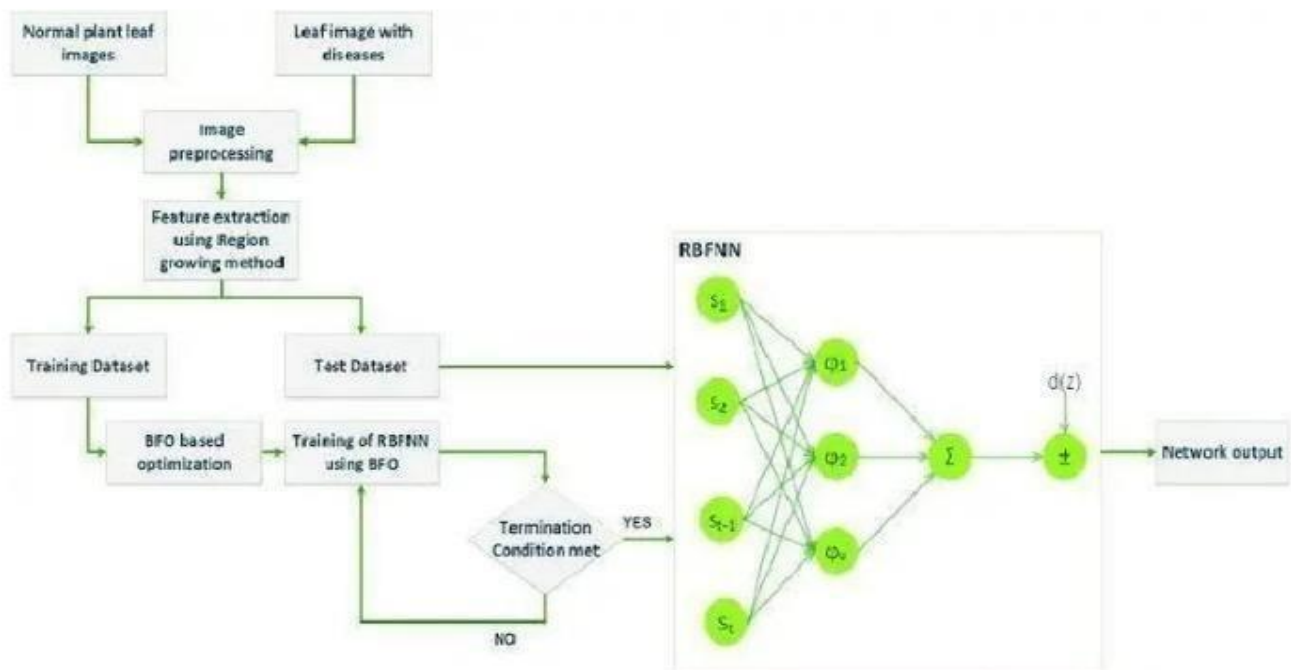 Normal plant leaf
images
Leaf image with
diseases
Image
preprocessing
Feature extraction
using Region
growing method
Training Dataset
Test Dataset
BFO based
optimization
Training of RBFNN
using BFO
Termination
Condition met
YES
NO
RBFNN
S₁
S₂
Sₜ₋₁
Sₜ
φ₁
φ₂
Σ
d(z)
±
Network output